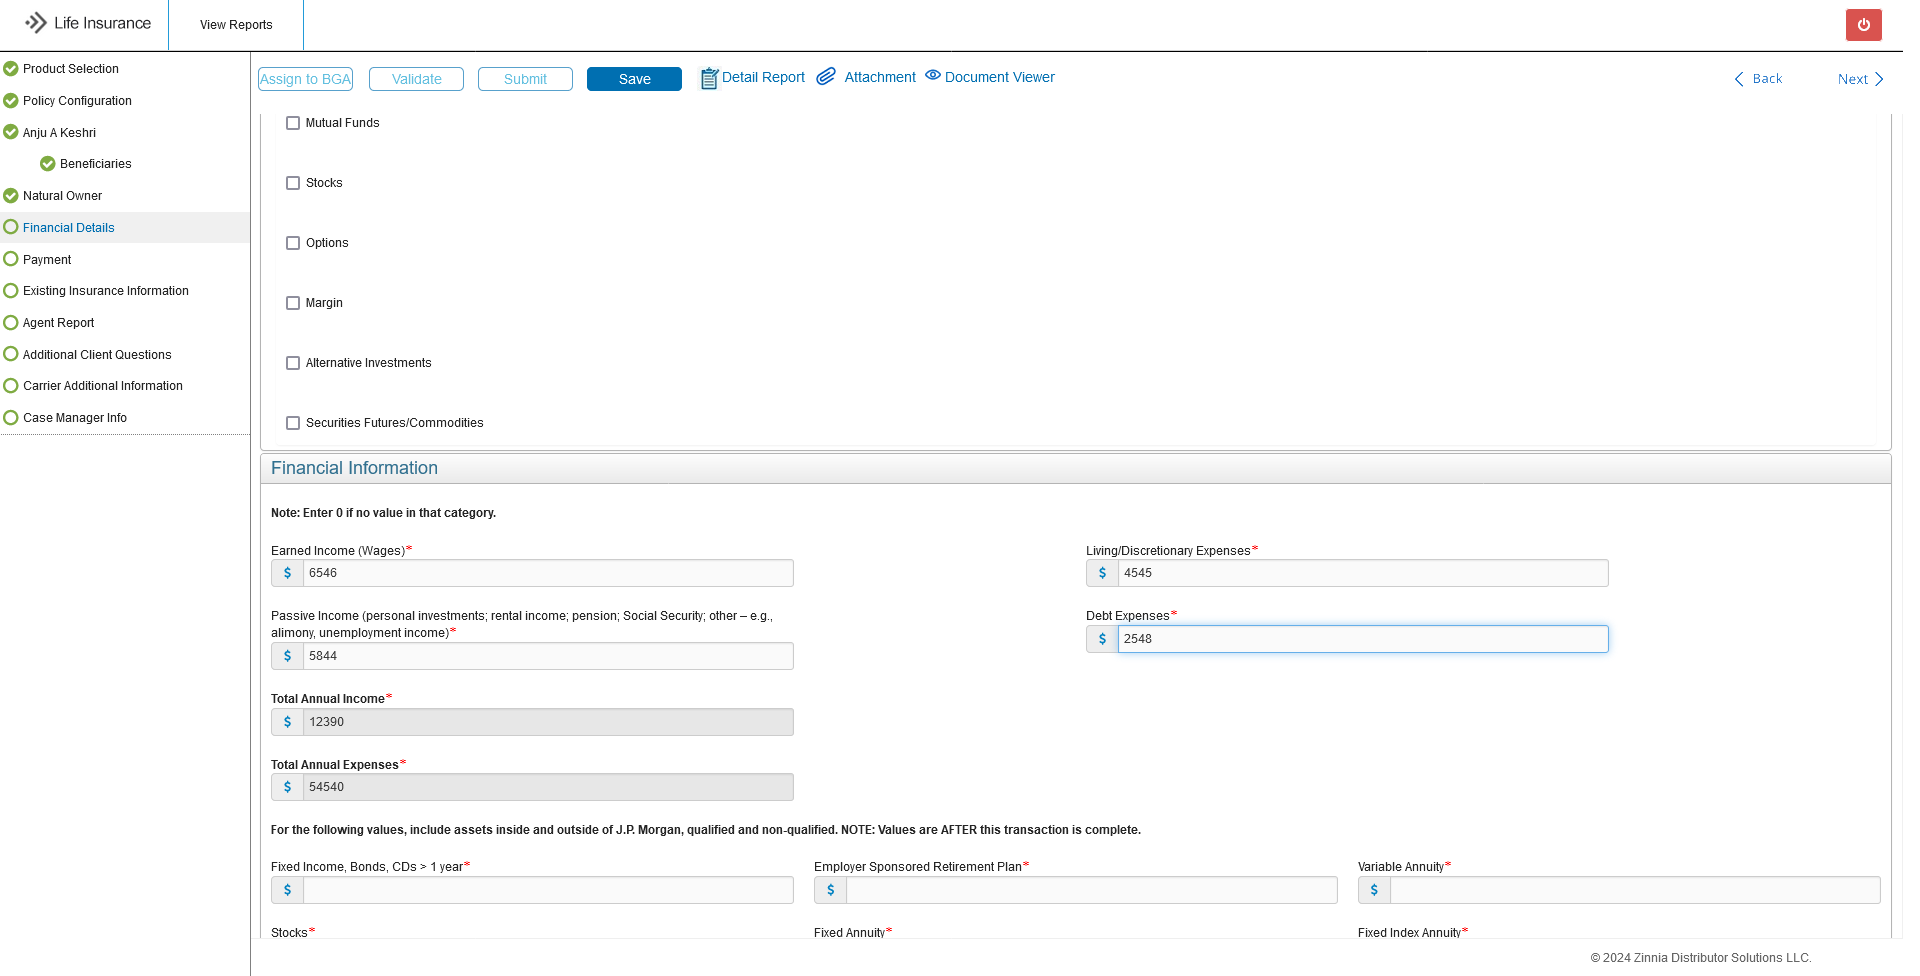 Life Insurance
View Reports
Product Selection
Policy Configuration
Anju A Keshri
Beneficiaries
Natural Owner
Financial Details
Payment
Existing Insurance Information
Agent Report
Additional Client Questions
Carrier Additional Information
Case Manager Info
Assign to BGA
Validate
Submit
Save
Detail Report
Attachment
Document Viewer
Back
Next
Mutual Funds
Stocks
Options
Margin
Alternative Investments
Securities Futures/Commodities
Financial Information
Note: Enter 0 if no value in that category.
Earned Income (Wages)*
$ 6546
Living/Discretionary Expenses*
$ 4545
Passive Income (personal investments; rental income; pension; Social Security; other – e.g.,
alimony, unemployment income)*
$ 5844
Debt Expenses*
$ 2548
Total Annual Income*
$ 12390
Total Annual Expenses*
$ 54540
For the following values, include assets inside and outside of J.P. Morgan, qualified and non-qualified. NOTE: Values are AFTER this transaction is complete.
Fixed Income, Bonds, CDs > 1 year*
$
Employer Sponsored Retirement Plan*
$
Variable Annuity*
$
Stocks*
Fixed Annuity*
Fixed Index Annuity*
© 2024 Zinnia Distributor Solutions LLC.